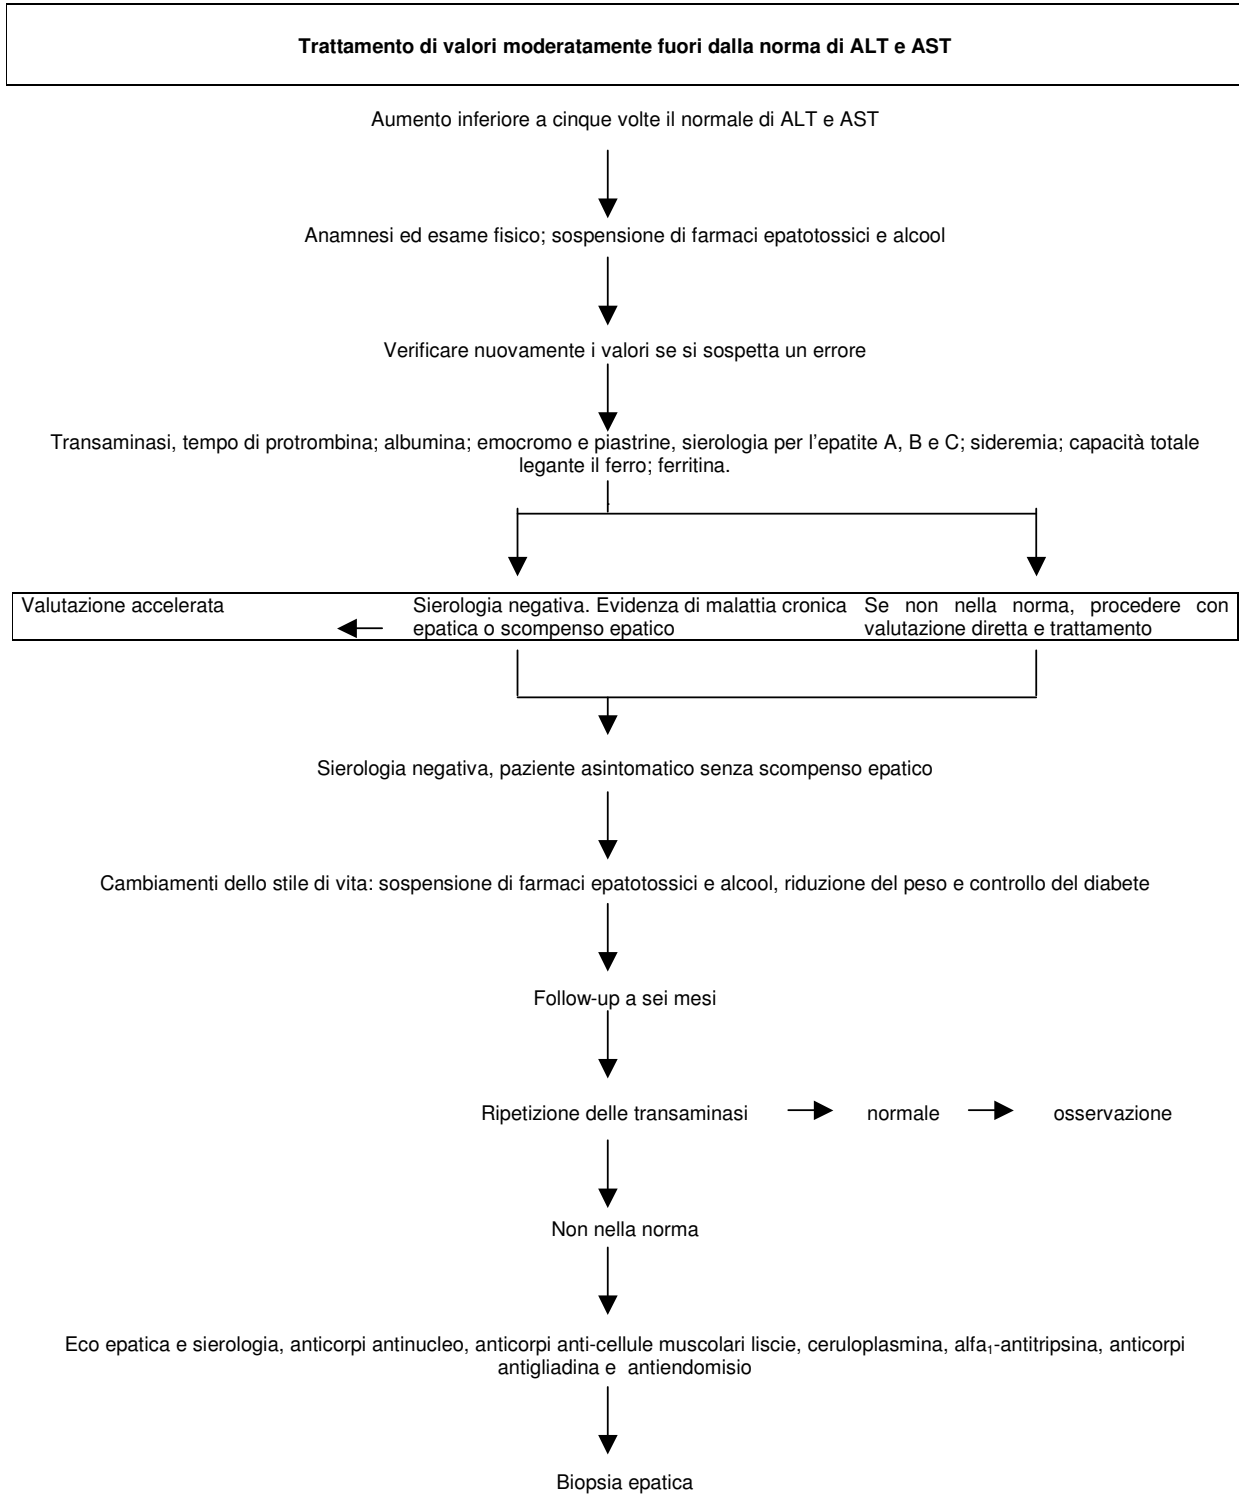 Trattamento di valori moderatamente fuori dalla norma di ALT e AST
Aumento inferiore a cinque volte il normale di ALT e AST
Anamnesi ed esame fisico; sospensione di farmaci epatotossici e alcool
Verificare nuovamente i valori se si sospetta un errore
Transaminasi, tempo di protrombina; albumina; emocromo e piastrine, sierologia per l’epatite A, B e C; sideremia; capacità totale
legante il ferro; ferritina.
Valutazione accelerata
Sierologia negativa. Evidenza di malattia cronica
epatica o scompenso epatico
Se non nella norma, procedere con
valutazione diretta e trattamento
Sierologia negativa, paziente asintomatico senza scompenso epatico
Cambiamenti dello stile di vita: sospensione di farmaci epatotossici e alcool, riduzione del peso e controllo del diabete
Follow-up a sei mesi
Ripetizione delle transaminasi normale osservazione
Non nella norma
Eco epatica e sierologia, anticorpi antinucleo, anticorpi anti-cellule muscolari liscie, ceruloplasmina, alfa₁-antitripsina, anticorpi
antigliadina e antiendomisio
Biopsia epatica